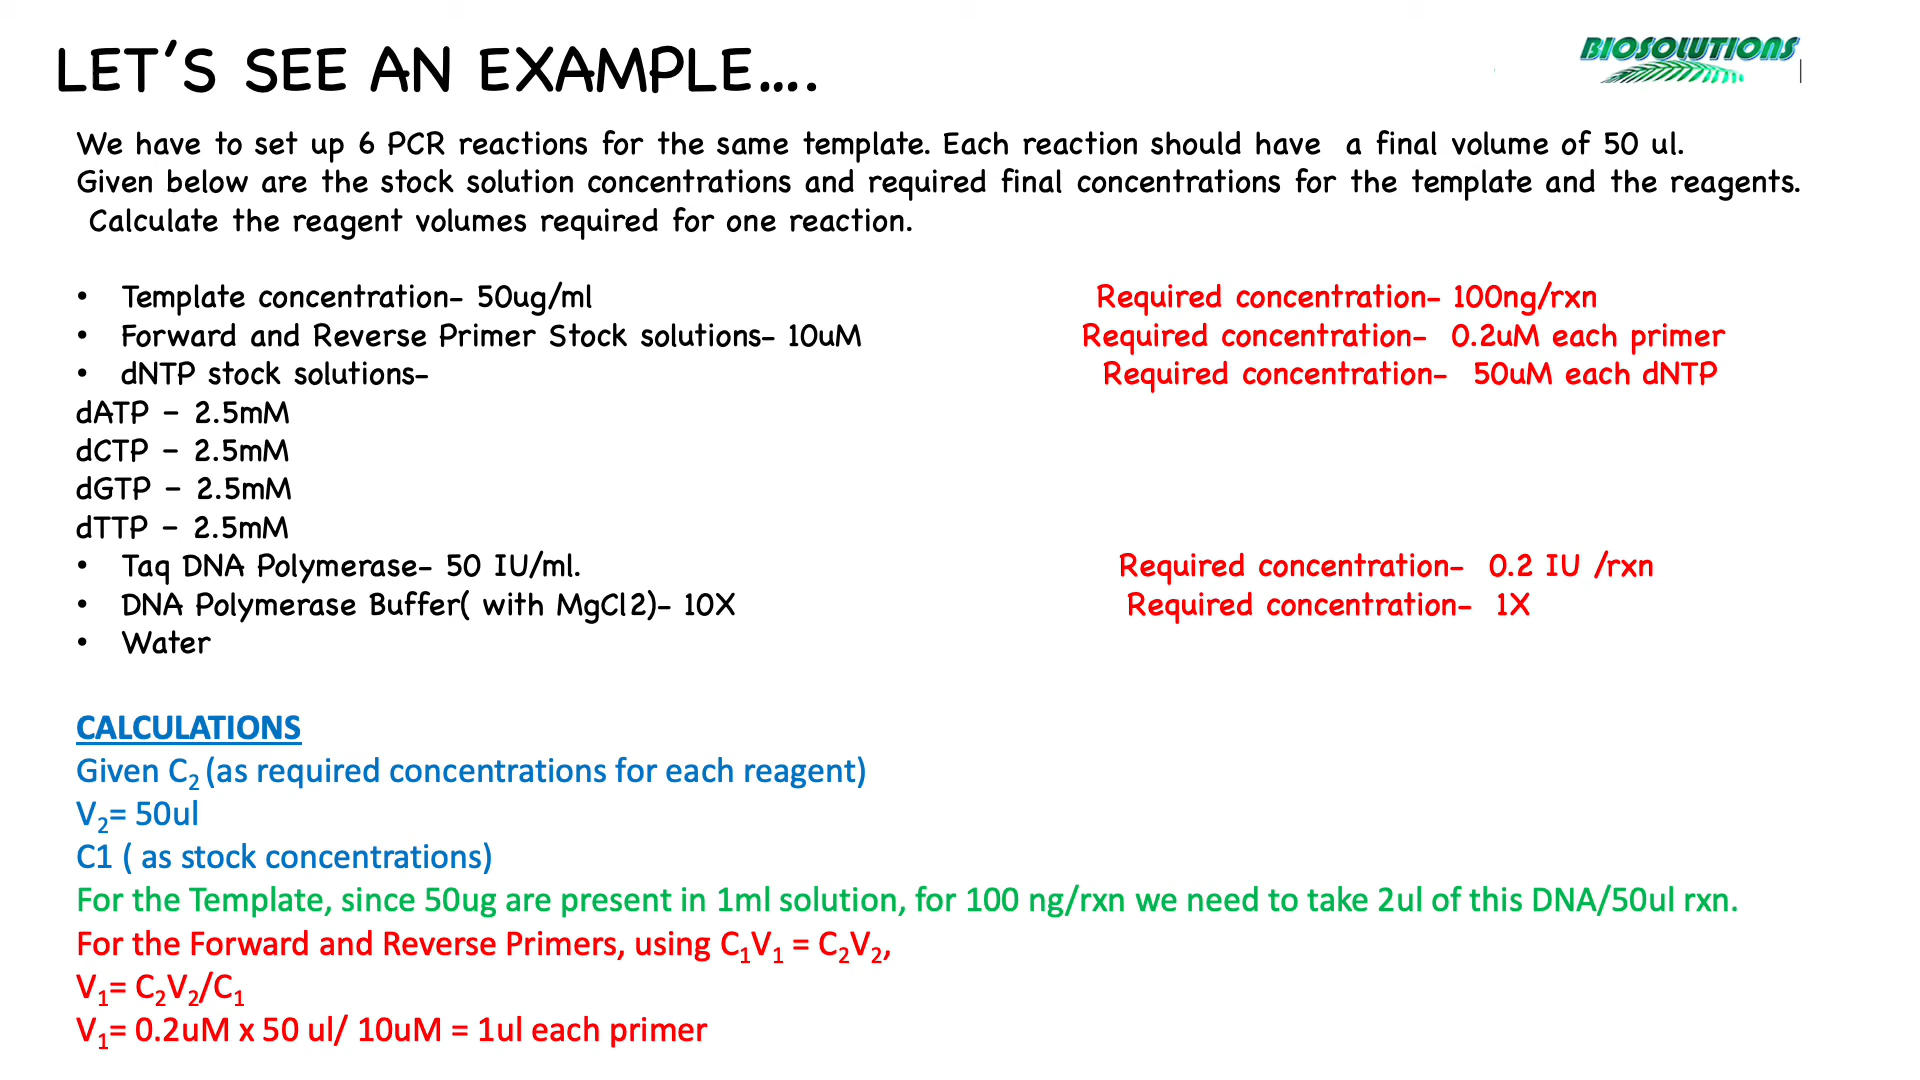 LET'S SEE AN EXAMPLE....
BIOSOLUTIONS
We have to set up 6 PCR reactions for the same template. Each reaction should have a final volume of 50 ul.
Given below are the stock solution concentrations and required final concentrations for the template and the reagents.
Calculate the reagent volumes required for one reaction.
• Template concentration- 50ug/ml Required concentration- 100ng/rxn
• Forward and Reverse Primer Stock solutions- 10uM Required concentration- 0.2uM each primer
• dNTP stock solutions- Required concentration- 50uM each dNTP
dATP - 2.5mM
dCTP - 2.5mM
dGTP - 2.5mM
dTTP - 2.5mM
• Taq DNA Polymerase- 50 IU/ml. Required concentration- 0.2 IU /rxn
• DNA Polymerase Buffer( with MgCl2)- 10X Required concentration- 1X
• Water
CALCULATIONS
Given C₂ (as required concentrations for each reagent)
V₂= 50ul
C1 ( as stock concentrations)
For the Template, since 50ug are present in 1ml solution, for 100 ng/rxn we need to take 2ul of this DNA/50ul rxn.
For the Forward and Reverse Primers, using C₁V₁ = C₂V₂,
V₁= C₂V₂/C₁
V₁= 0.2uM x 50 ul/ 10uM = 1ul each primer